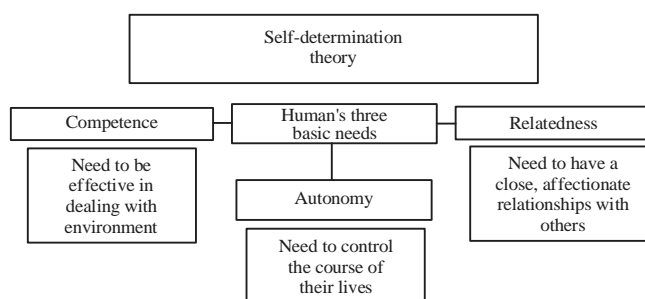 Self-determination
theory
Human's three
basic needs
Competence
Need to be
effective in
dealing with
environment
Autonomy
Need to control
the course of
their lives
Relatedness
Need to have a
close, affectionate
relationships with
others